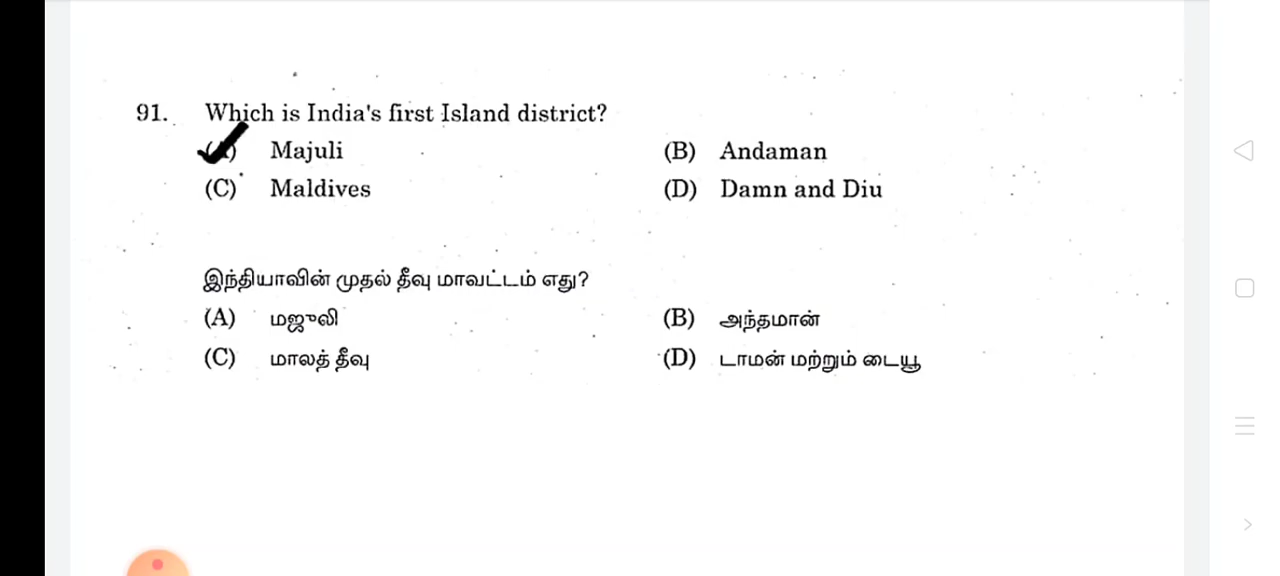 91. Which is India's first Island district?
(A) Majuli (B) Andaman
(C) Maldives (D) Damn and Diu
இந்தியாவின் முதல் தீவு மாவட்டம் எது?
(A) மஜுலி (B) அந்தமான்
(C) மாலத் தீவு (D) டாமன் மற்றும் டையூ